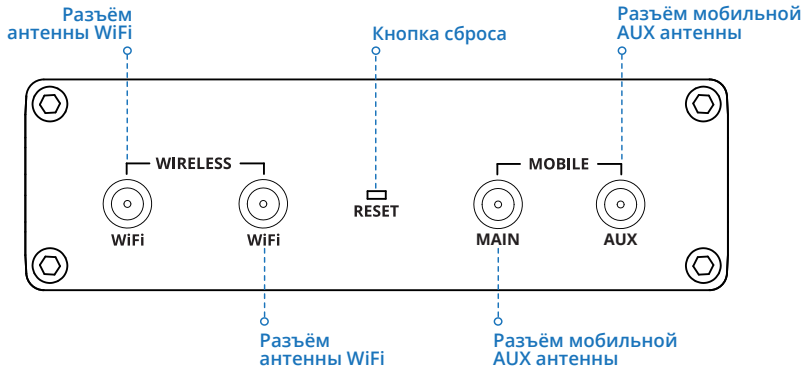 Разъём
антенны WiFi
Кнопка сброса
Разъём мобильной
AUX антенны
WIRELESS
MOBILE
WiFi
WiFi
RESET
MAIN
AUX
Разъём
антенны WiFi
Разъём мобильной
AUX антенны